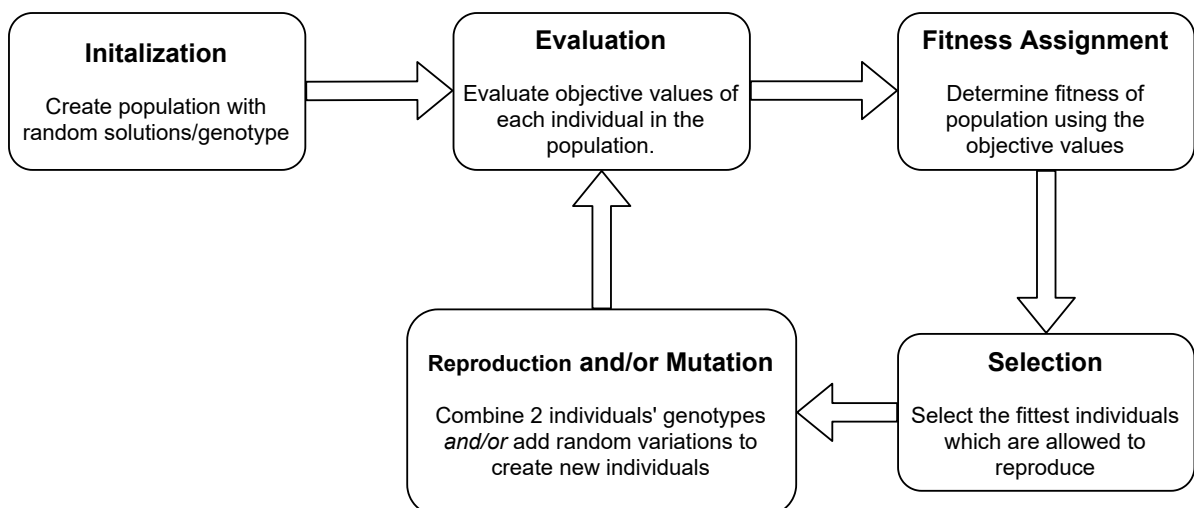 Initalization
Create population with
random solutions/genotype
Evaluation
Evaluate objective values of
each individual in the
population.
Fitness Assignment
Determine fitness of
population using the
objective values
Reproduction and/or Mutation
Combine 2 individuals' genotypes
and/or add random variations to
create new individuals
Selection
Select the fittest individuals
which are allowed to
reproduce